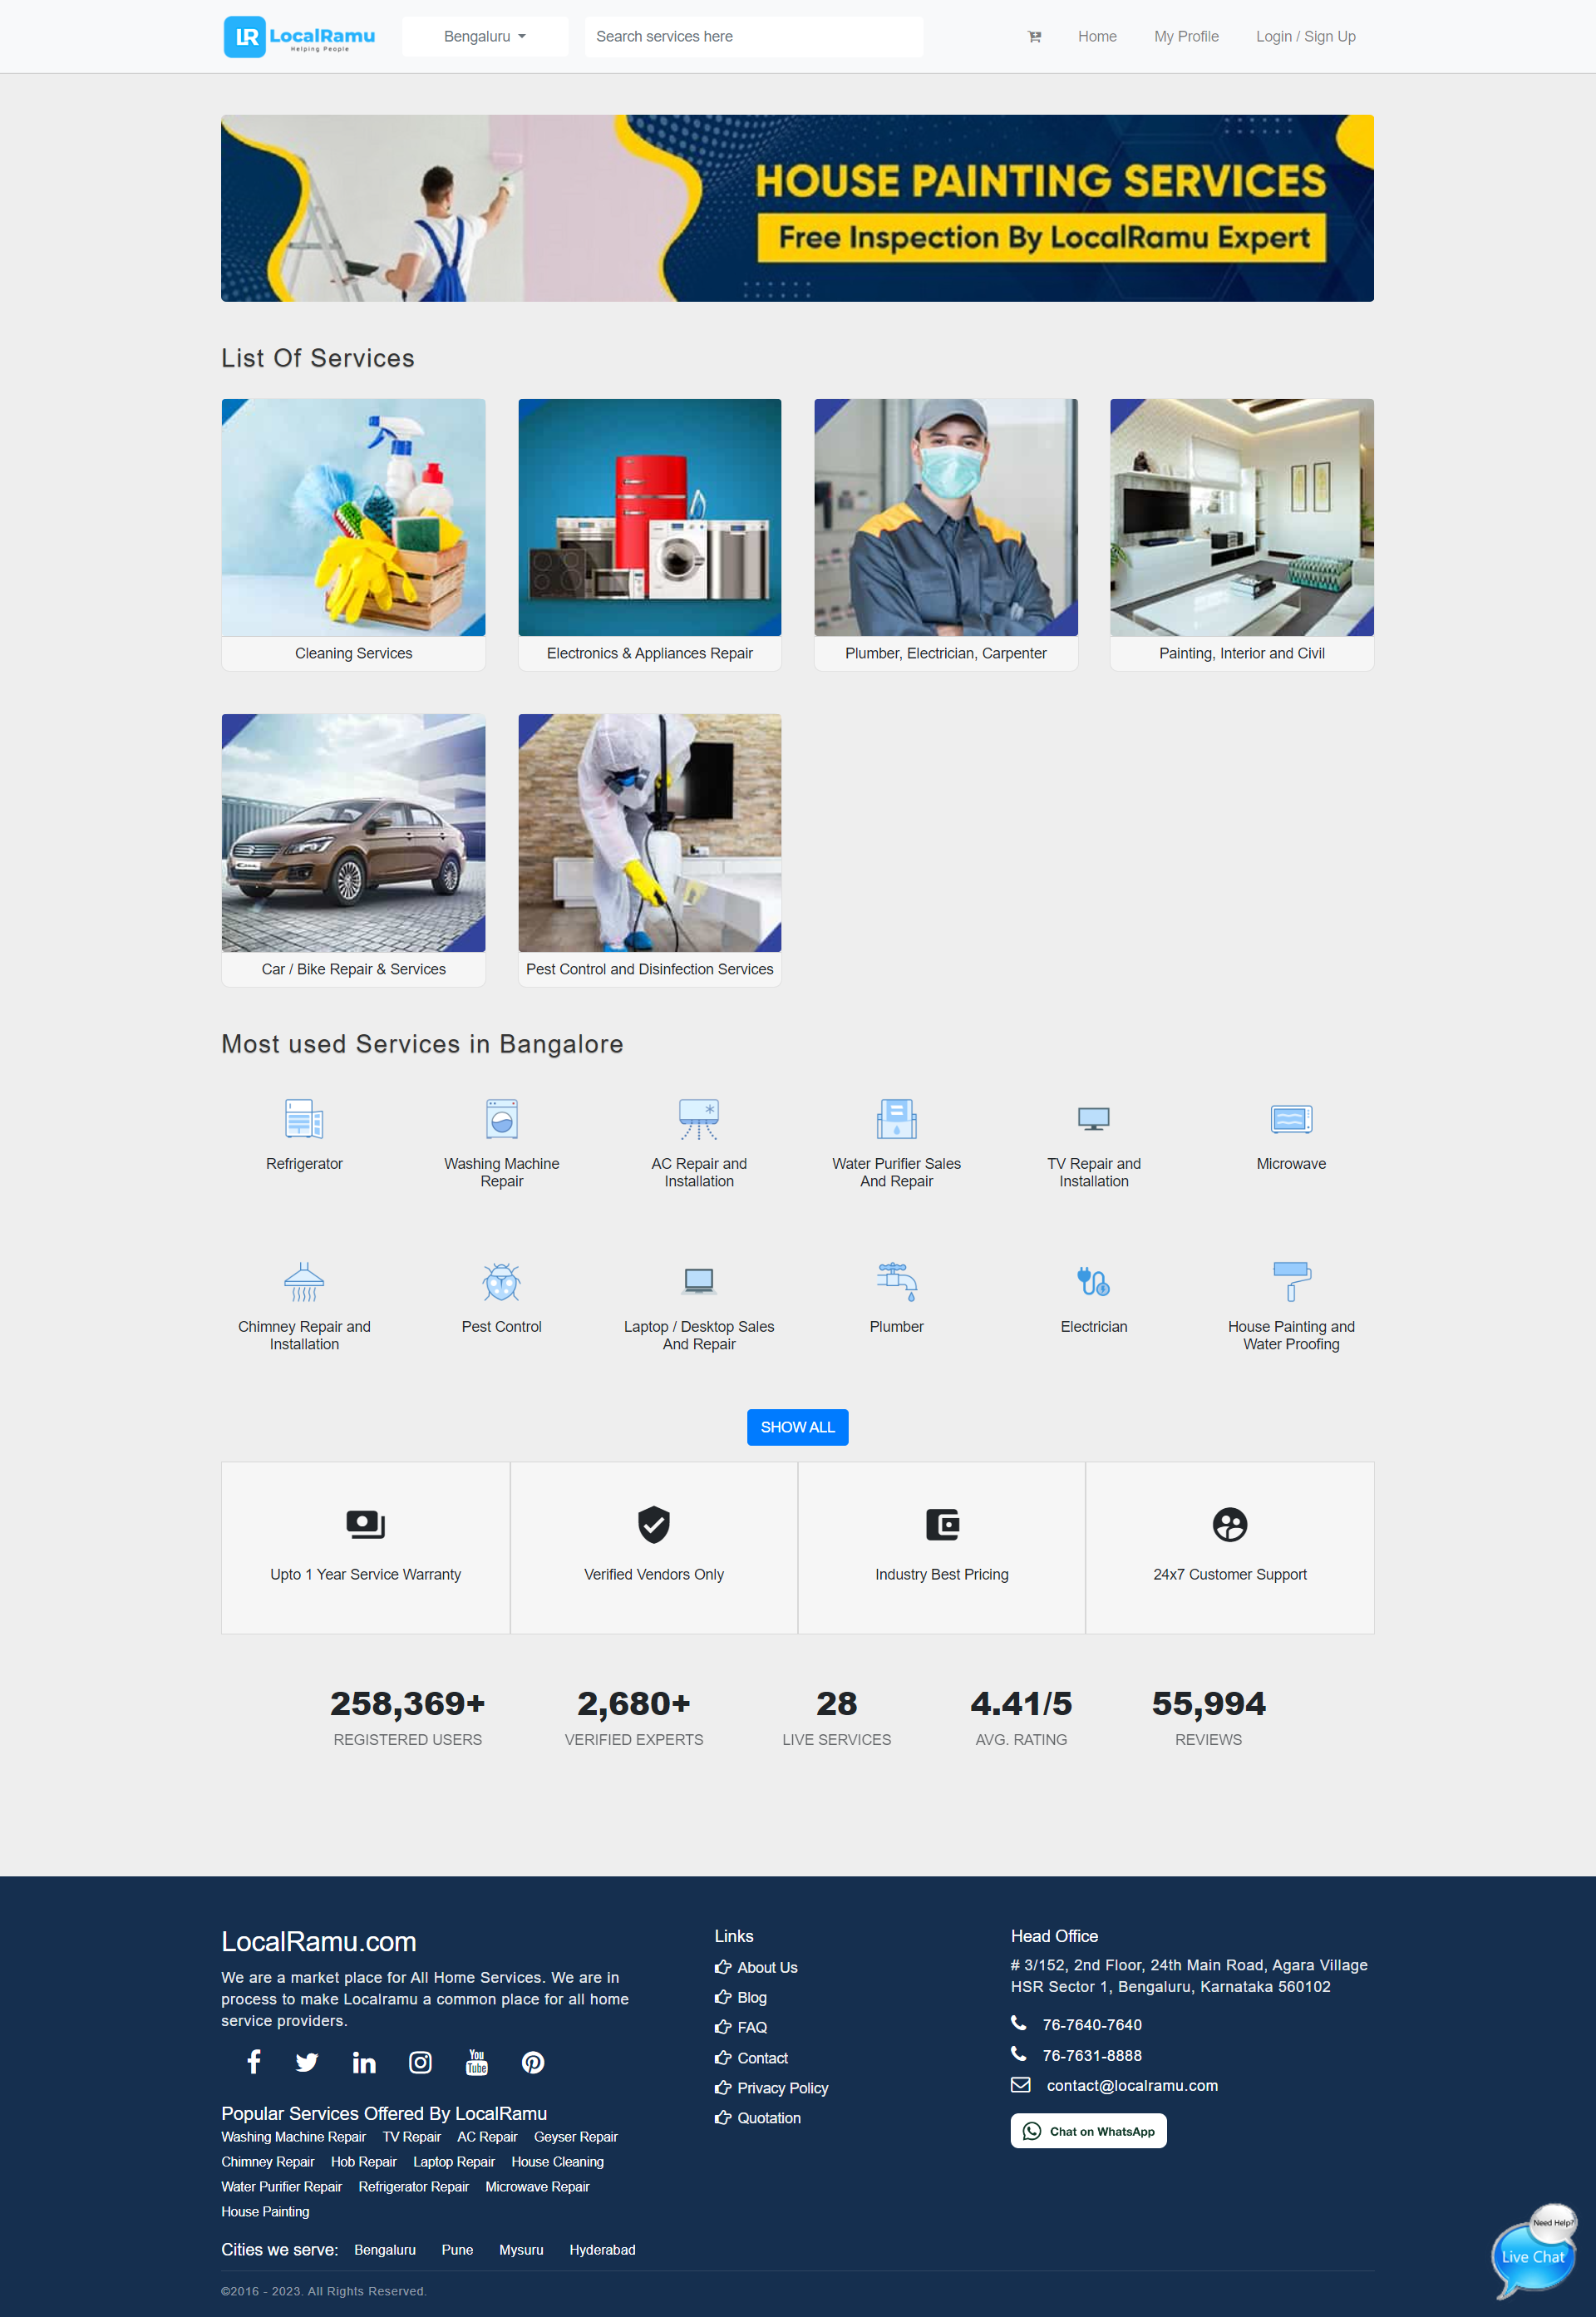 LR LocalRamu
Helping People
Bengaluru
Search services here
Home
My Profile
Login / Sign Up
HOUSE PAINTING SERVICES
Free Inspection By LocalRamu Expert
List Of Services
Cleaning Services
Electronics & Appliances Repair
Plumber, Electrician, Carpenter
Painting, Interior and Civil
Car / Bike Repair & Services
Pest Control and Disinfection Services
Most used Services in Bangalore
Refrigerator
Washing Machine
Repair
AC Repair and
Installation
Water Purifier Sales
And Repair
TV Repair and
Installation
Microwave
Chimney Repair and
Installation
Pest Control
Laptop / Desktop Sales
And Repair
Plumber
Electrician
House Painting and
Water Proofing
SHOW ALL
Upto 1 Year Service Warranty
Verified Vendors Only
Industry Best Pricing
24x7 Customer Support
258,369+
REGISTERED USERS
2,680+
VERIFIED EXPERTS
28
LIVE SERVICES
4.41/5
AVG. RATING
55,994
REVIEWS
LocalRamu.com
We are a market place for All Home Services. We are in
process to make Localramu a common place for all home
service providers.
You
Tube
Popular Services Offered By LocalRamu
Washing Machine Repair TV Repair AC Repair Geyser Repair
Chimney Repair Hob Repair Laptop Repair House Cleaning
Water Purifier Repair Refrigerator Repair Microwave Repair
House Painting
Cities we serve: Bengaluru Pune Mysuru Hyderabad
Links
About Us
Blog
FAQ
Contact
Privacy Policy
Quotation
Head Office
# 3/152, 2nd Floor, 24th Main Road, Agara Village
HSR Sector 1, Bengaluru, Karnataka 560102
76-7640-7640
76-7631-8888
contact@localramu.com
Chat on WhatsApp
Need Help?
Live Chat
©2016 - 2023. All Rights Reserved.